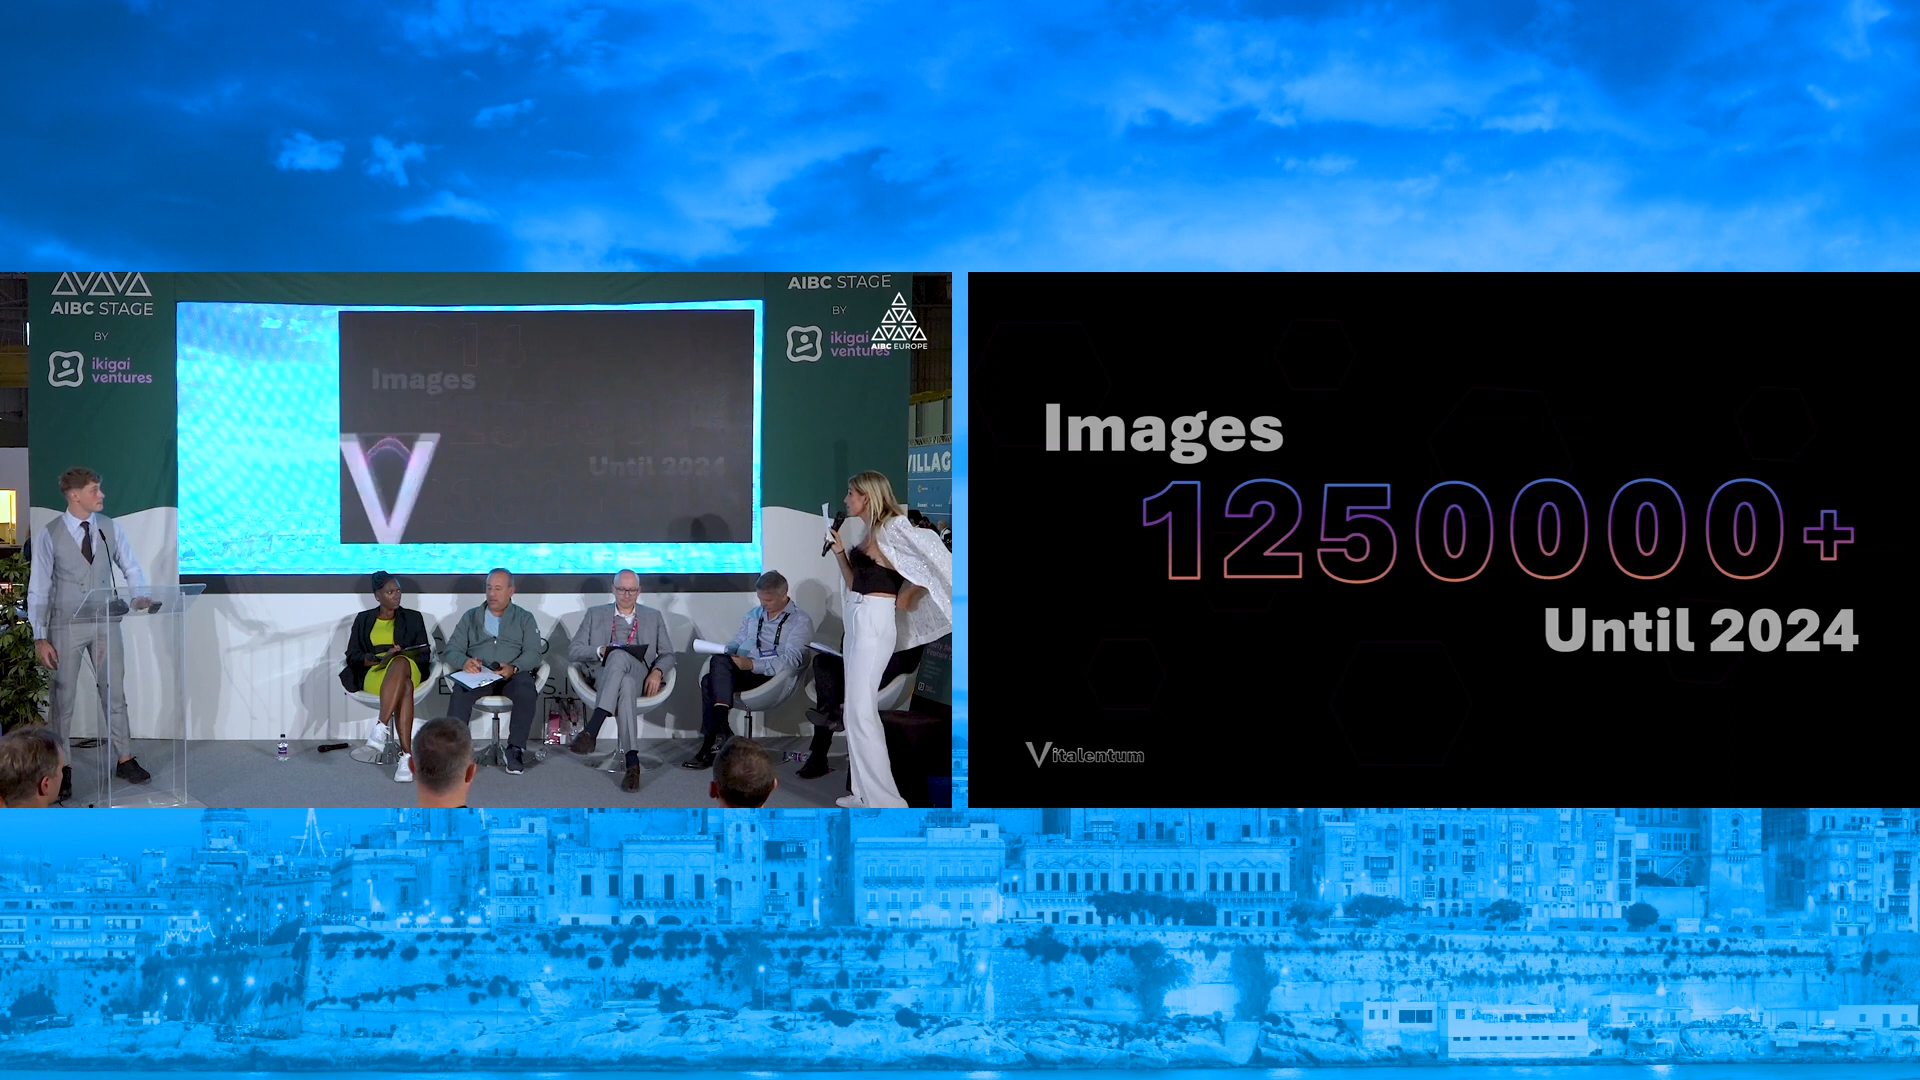 AIBC STAGE
BY
ikigai
ventures
Images
Until 2024
AIBC STAGE
BY
ikigai
ventures
AIBC EUROPE
VILLAG
Images
1250000+
Until 2024
Vitalentum